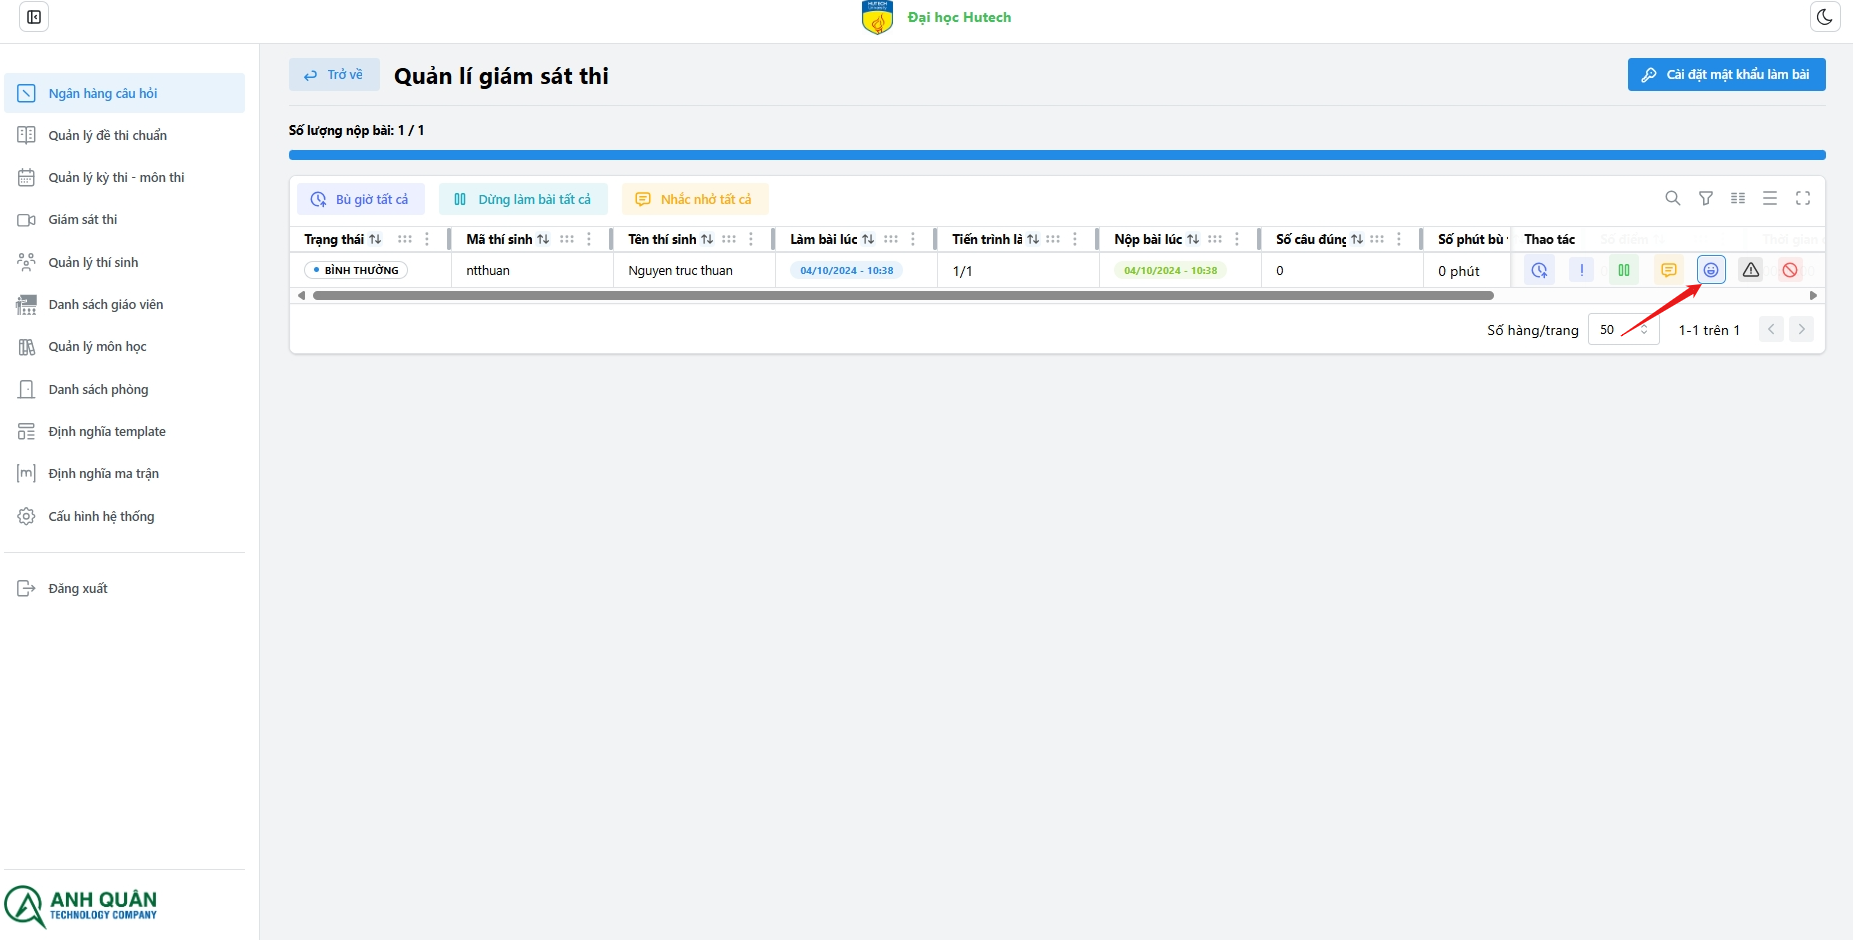 HUTECH
Đại học Hutech
Ngân hàng câu hỏi
Quản lý đề thi chuẩn
Quản lý kỳ thi - môn thi
Giám sát thi
Quản lý thí sinh
Danh sách giáo viên
Quản lý môn học
Danh sách phòng
Định nghĩa template
Định nghĩa ma trận
Cấu hình hệ thống
Đăng xuất
ANH QUÂN
TECHNOLOGY COMPANY
Trở về
Quản lí giám sát thi
Cài đặt mật khẩu làm bài
Số lượng nộp bài: 1 / 1
Bù giờ tất cả
Dừng làm bài tất cả
Nhắc nhở tất cả
Trạng thái Mã thí sinh Tên thí sinh Làm bài lúc Tiến trình là Nộp bài lúc Số câu đúng Số phút bù Thao tác Số điểm Thời gian
BÌNH THƯỜNG ntthuan Nguyen truc thuan 04/10/2024 - 10:38 1/1 04/10/2024 - 10:38 0 0 phút
Số hàng/trang 50 1-1 trên 1